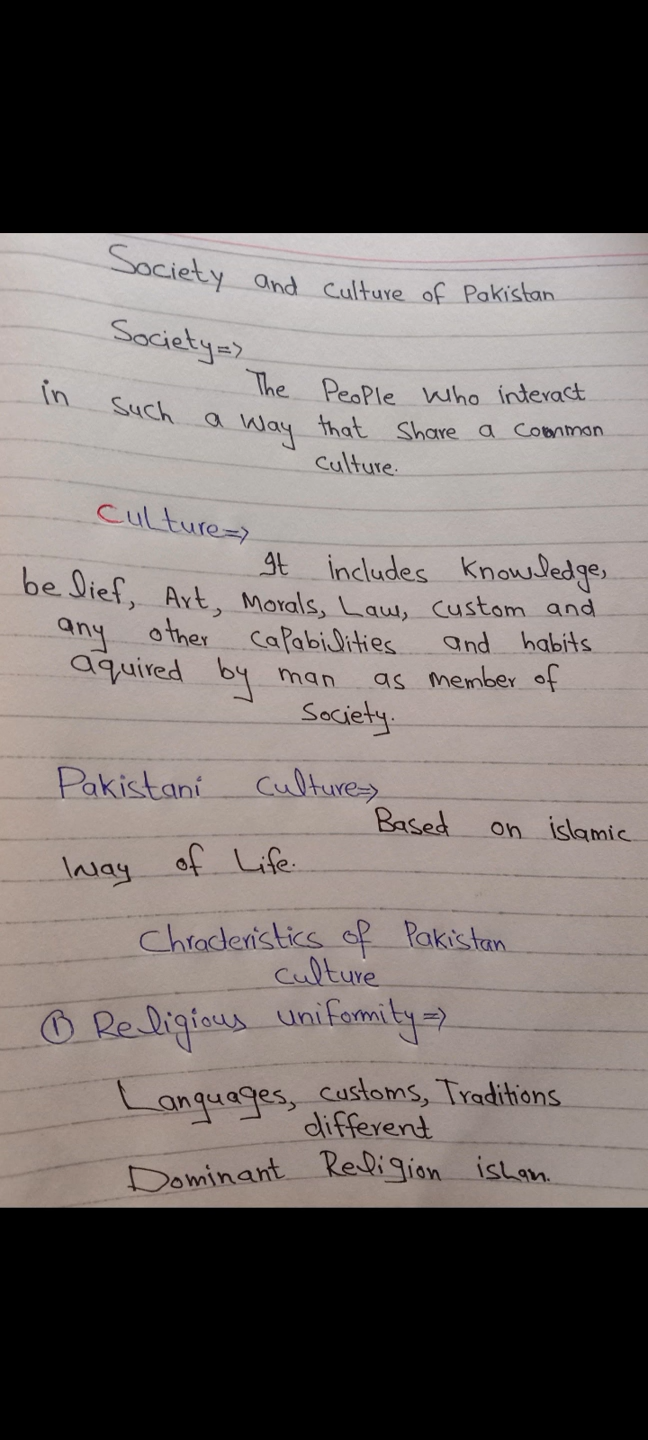 Society and culture of Pakistan
Society=>
The People who interact
in such a way that share a common
culture.
Culture=>
It includes knowledge,
belief, Art, Morals, Law, custom and
any other capabilities and habits
aquired by man as member of
society.
Pakistani culture=>
Based on islamic
way of Life.
Chracteristics of Pakistan
culture
① Religious uniformity=>
Languages, customs, Traditions
different
Dominant Religion